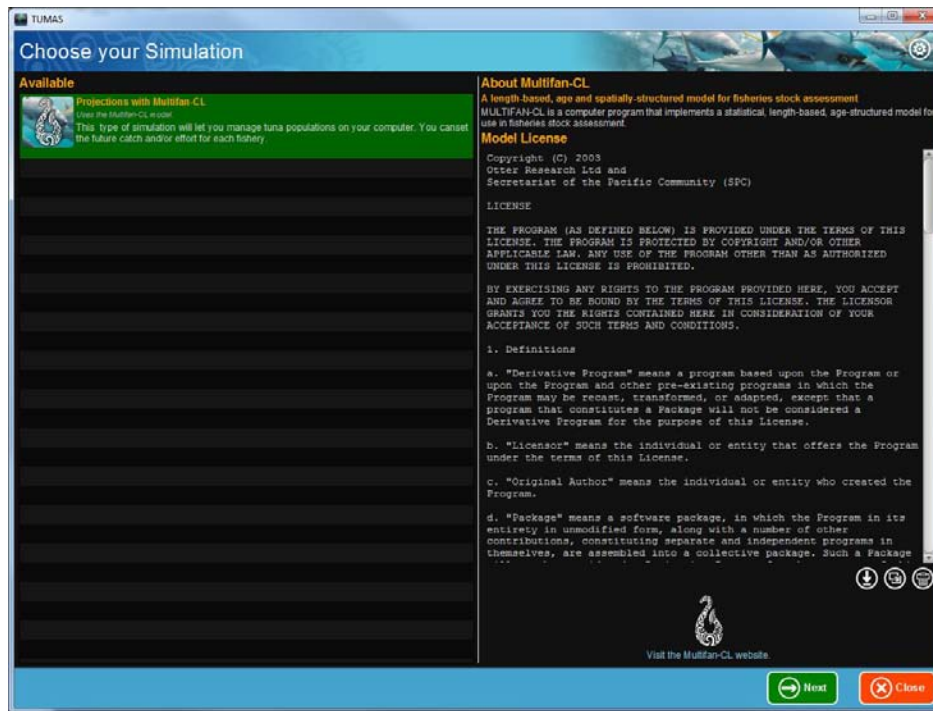 TUMAS
Choose your Simulation
Available
Projections with Multifan-CL
Uses the Multifan-CL model
This type of simulation will let you manage tuna populations on your computer. You canset
the future catch and/or effort for each fishery.
About Multifan-CL
A length-based, age and spatially-structured model for fisheries stock assessment
MULTIFAN-CL is a computer program that implements a statistical, length-based, age-structured model for
use in fisheries stock assessment.
Model License
Copyright (C) 2003
Otter Research Ltd and
Secretariat of the Pacific Community (SPC)
LICENSE
THE PROGRAM (AS DEFINED BELOW) IS PROVIDED UNDER THE TERMS OF THIS
LICENSE. THE PROGRAM IS PROTECTED BY COPYRIGHT AND/OR OTHER
APPLICABLE LAW. ANY USE OF THE PROGRAM OTHER THAN AS AUTHORIZED
UNDER THIS LICENSE IS PROHIBITED.
BY EXERCISING ANY RIGHTS TO THE PROGRAM PROVIDED HERE, YOU ACCEPT
AND AGREE TO BE BOUND BY THE TERMS OF THIS LICENSE. THE LICENSOR
GRANTS YOU THE RIGHTS CONTAINED HERE IN CONSIDERATION OF YOUR
ACCEPTANCE OF SUCH TERMS AND CONDITIONS.
1. Definitions
a. "Derivative Program" means a program based upon the Program or
upon the Program and other pre-existing programs in which the
Program may be recast, transformed, or adapted, except that a
program that constitutes a Package will not be considered a
Derivative Program for the purpose of this License.
b. "Licensor" means the individual or entity that offers the Program
under the terms of this License.
c. "Original Author" means the individual or entity who created the
Program.
d. "Package" means a software package, in which the Program in its
entirety in unmodified form, along with a number of other
contributions, constituting separate and independent programs in
themselves, are assembled into a collective package. Such a Package
Visit the Multifan-CL website.
Next
Close